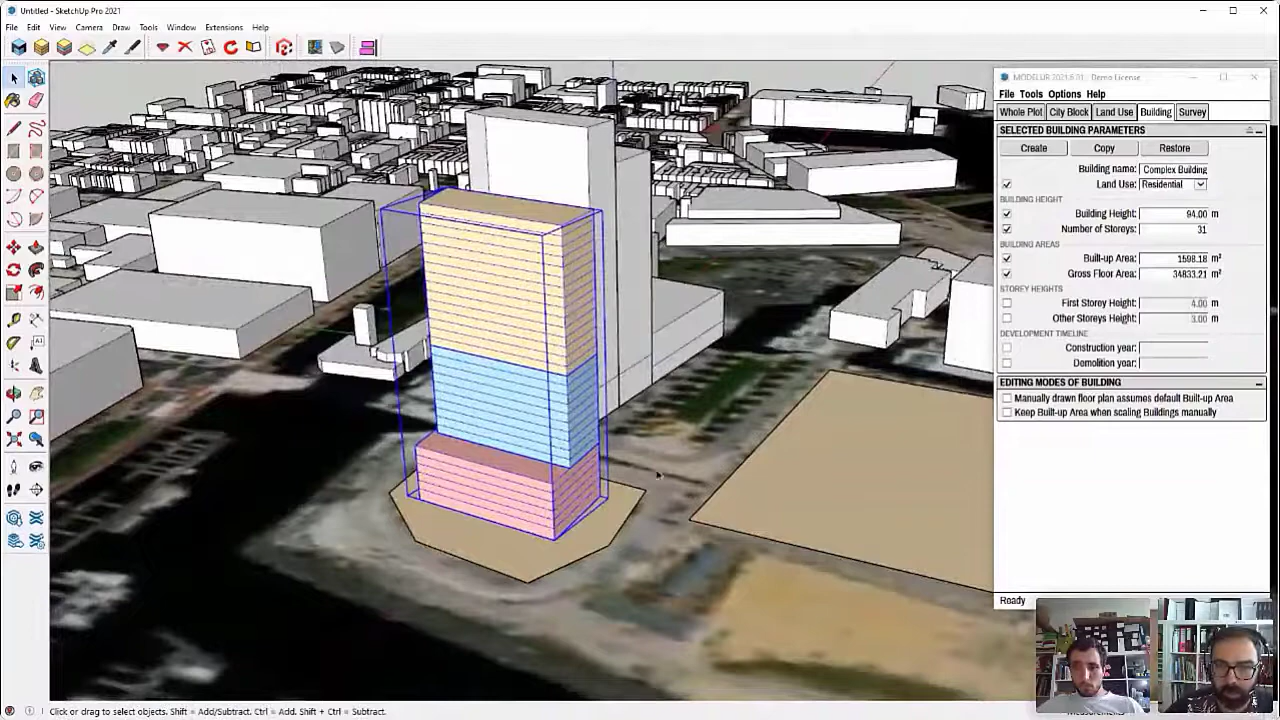 Untitled - SketchUp Pro 2021
File Edit View Camera Draw Tools Window Extensions Help
MODELUR 2021.6.01 - Demo License
File Tools Options Help
Whole Plot City Block Land Use Building Survey
SELECTED BUILDING PARAMETERS
Create Copy Restore
Building name: Complex Building
Land Use: Residential
BUILDING HEIGHT
Building Height: 94.00 m
Number of Storeys: 31
BUILDING AREAS
Built-up Area: 1598.18 m²
Gross Floor Area: 34833.21 m²
STOREY HEIGHTS
First Storey Height: 4.00 m
Other Storeys Height: 3.00 m
DEVELOPMENT TIMELINE
Construction year:
Demolition year:
EDITING MODES OF BUILDING
Manually drawn floor plan assumes default Built-up Area
Keep Built-up Area when scaling Buildings manually
Ready
Click or drag to select objects. Shift = Add/Subtract. Ctrl = Add. Shift + Ctrl = Subtract.